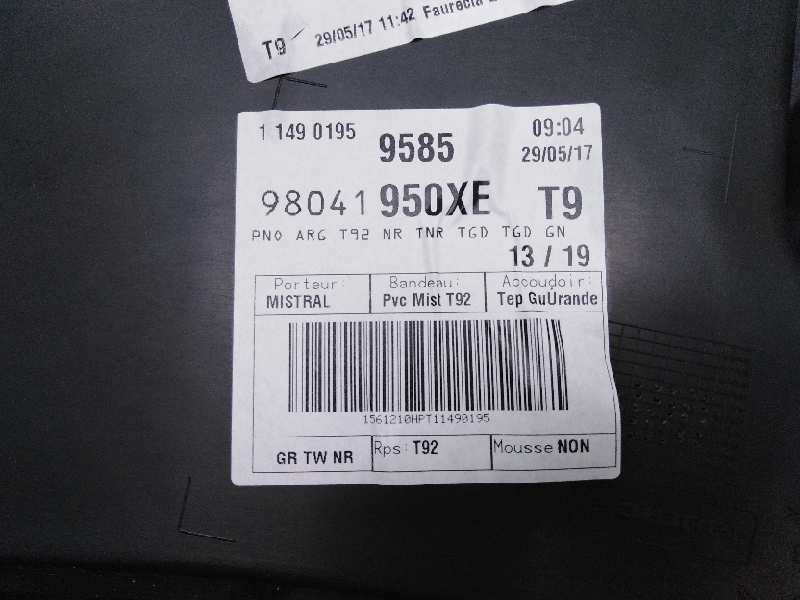 T9 29/05/17 11:42 Faurecia
1 149 0195 9585 09:04
29/05/17
98041 950XE T9
PNO ARG T92 NR TNR TGD TGD GN
13 / 19
Porteur: Bandeau: Accoudoir:
MISTRAL Pvc Mist T92 Tep GuUrande
1561210HPT11490195
GR TW NR Rps: T92 Mousse NON